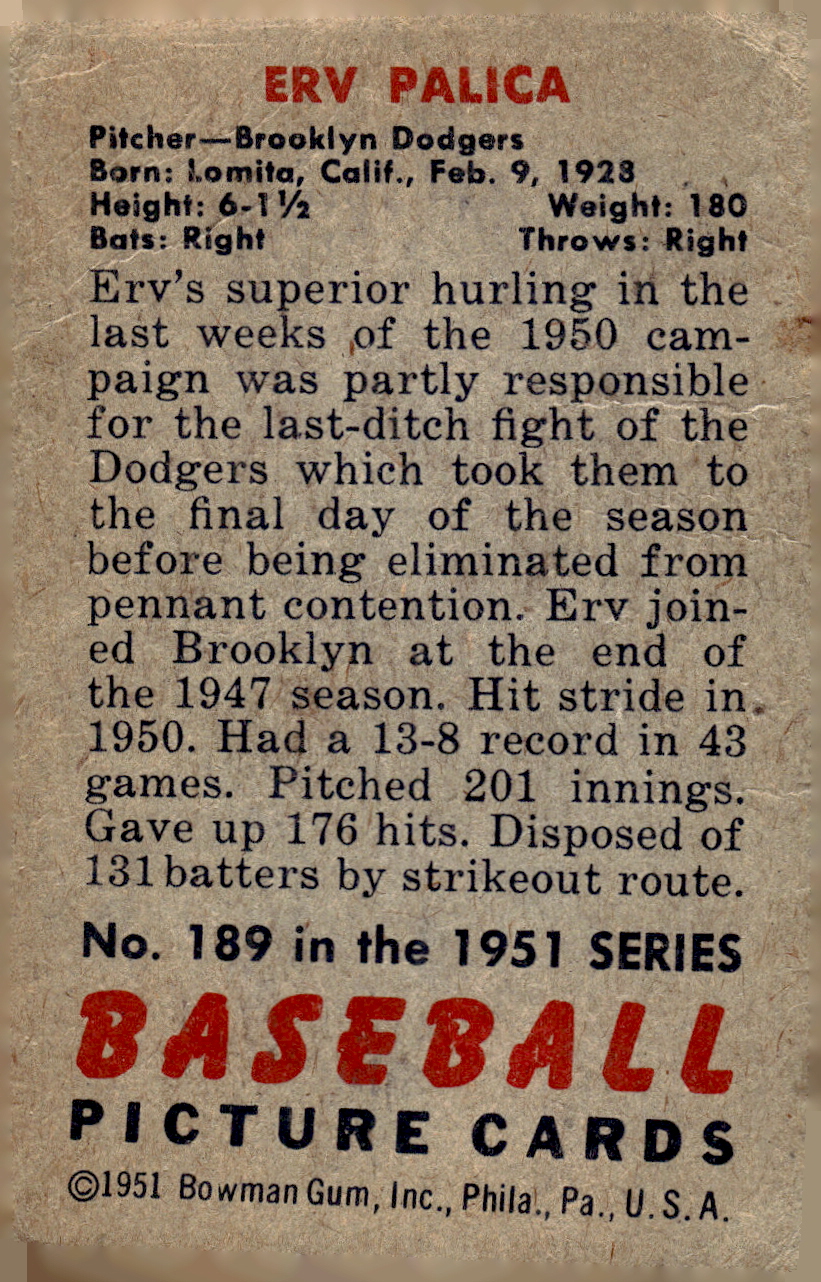 ERV PALICA
Pitcher—Brooklyn Dodgers
Born: Lomita, Calif., Feb. 9, 1928
Height: 6-1½ Weight: 180
Bats: Right Throws: Right
Erv's superior hurling in the
last weeks of the 1950 cam-
paign was partly responsible
for the last-ditch fight of the
Dodgers which took them to
the final day of the season
before being eliminated from
pennant contention. Erv join-
ed Brooklyn at the end of
the 1947 season. Hit stride in
1950. Had a 13-8 record in 43
games. Pitched 201 innings.
Gave up 176 hits. Disposed of
131 batters by strikeout route.
No. 189 in the 1951 SERIES
BASEBALL
PICTURE CARDS
©1951 Bowman Gum, Inc., Phila., Pa., U.S.A.